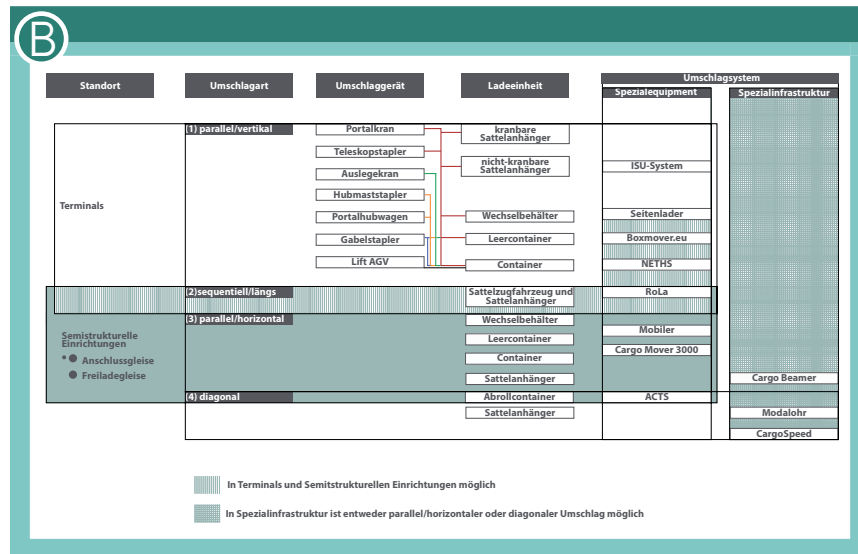 B
Standort
Umschlagart
Umschlaggerät
Ladeeinheit
Umschlagsystem
Spezialequipment
Spezialinfrastruktur
(1) parallel/vertikal
Portalkran
kranbare
Sattelanhänger
Teleskopstapler
nicht-kranbare
Sattelanhänger
ISU-System
Auslegekran
Hubmaststapler
Terminals
Portalhubwagen
Wechselbehälter
Seitenlader
Gabelstapler
Leercontainer
Boxmover.eu
Lift AGV
Container
NETHS
(2)sequentiell/längs
Sattelzugfahrzeug und
Sattelanhänger
RoLa
(3) parallel/horizontal
Wechselbehälter
Semistrukturelle
Einrichtungen
• ● Anschlussgleise
● Freiladegleise
Leercontainer
Mobiler
Container
Cargo Mover 3000
Sattelanhänger
Cargo Beamer
(4) diagonal
Abrollcontainer
ACTS
Sattelanhänger
Modalohr
CargoSpeed
In Terminals und Semitstrukturellen Einrichtungen möglich
In Spezialinfrastruktur ist entweder parallel/horizontaler oder diagonaler Umschlag möglich